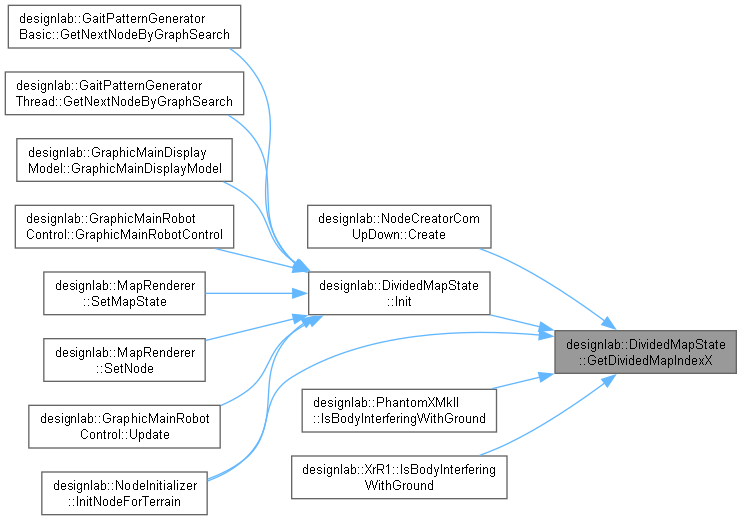 designlab::GaitPatternGenerator
Basic::GetNextNodeByGraphSearch
designlab::GaitPatternGenerator
Thread::GetNextNodeByGraphSearch
designlab::GraphicMainDisplay
Model::GraphicMainDisplayModel
designlab::GraphicMainRobot
Control::GraphicMainRobotControl
designlab::MapRenderer
::SetMapState
designlab::MapRenderer
::SetNode
designlab::GraphicMainRobot
Control::Update
designlab::NodeInitializer
::InitNodeForTerrain
designlab::NodeCreatorCom
UpDown::Create
designlab::DividedMapState
::Init
designlab::PhantomXMkII
::IsBodyInterferingWithGround
designlab::XrR1::IsBodyInterfering
WithGround
designlab::DividedMapState
::GetDividedMapIndexX